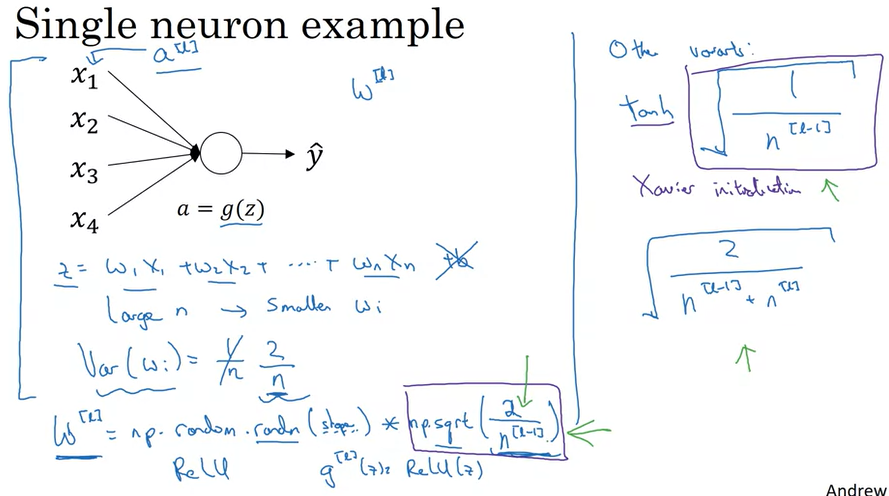 Single neuron example
a^[l]
x₁
x₂
x₃
x₄
ŷ
a = g(z)
w^[l]
z = w₁x₁ + w₂x₂ + ···· + wₙxₙ +b
Large n → Smaller wᵢ
Var(wᵢ) = 1/n 2/n
W^[l] = np.random.randn(shape) * np.sqrt(2/n^[l-1])
ReLU g^[l](z) = ReLU(z)
Other variants:
tanh √(1/n^[l-1])
Xavier initialization ↑
√(2/(n^[l-1] + n^[l]))
↑
Andrew